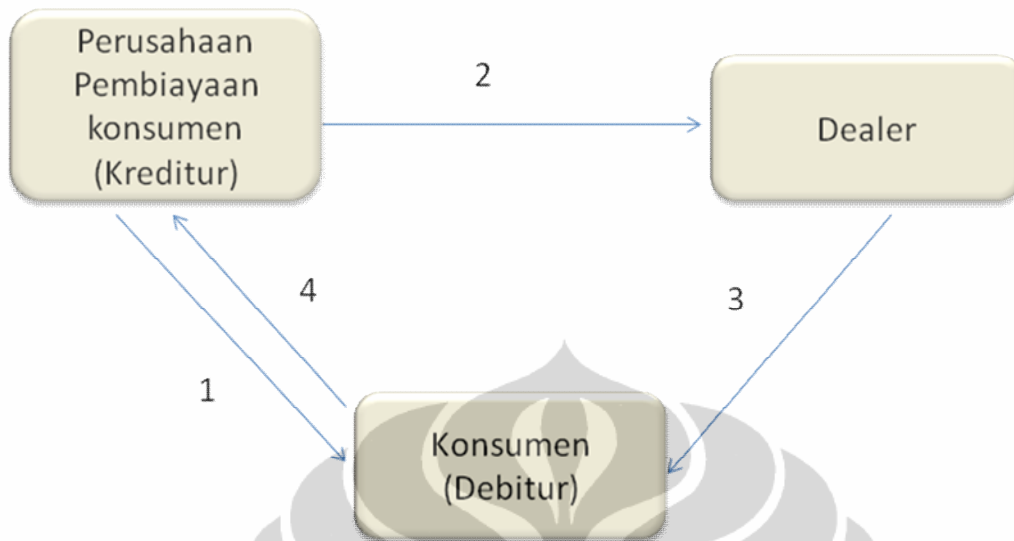 Perusahaan
Pembiayaan
konsumen
(Kreditur)
2
Dealer
4
3
1
Konsumen
(Debitur)